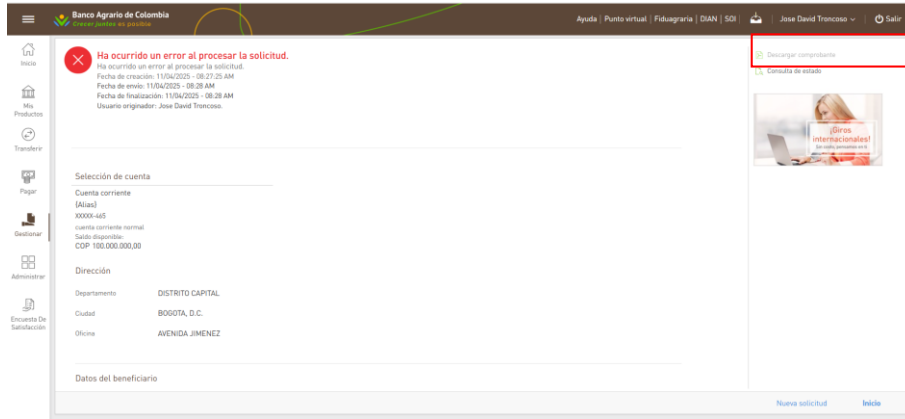 Banco Agrario de Colombia
Crecer juntos es posible
Ayuda | Punto virtual | Fiduagraria | DIAN | SOI |
Jose David Troncoso
Salir
Inicio
Mis
Productos
Transferir
Pagar
Gestionar
Administrar
Encuesta De
Satisfacción
Ha ocurrido un error al procesar la solicitud.
Ha ocurrido un error al procesar la solicitud.
Fecha de creación: 11/04/2025 - 08:27:25 AM
Fecha de envío: 11/04/2025 - 08:28 AM
Fecha de finalización: 11/04/2025 - 08:28 AM
Usuario originador: Jose David Troncoso.
Selección de cuenta
Cuenta corriente
(Alias)
XXXXX-465
cuenta corriente normal
Saldo disponible:
COP 100.000.000,00
Dirección
Departamento DISTRITO CAPITAL
Ciudad BOGOTA, D.C.
Oficina AVENIDA JIMENEZ
Datos del beneficiario
Descargar comprobante
Consulta de estado
¡Giros
internacionales!
Nueva solicitud
Inicio